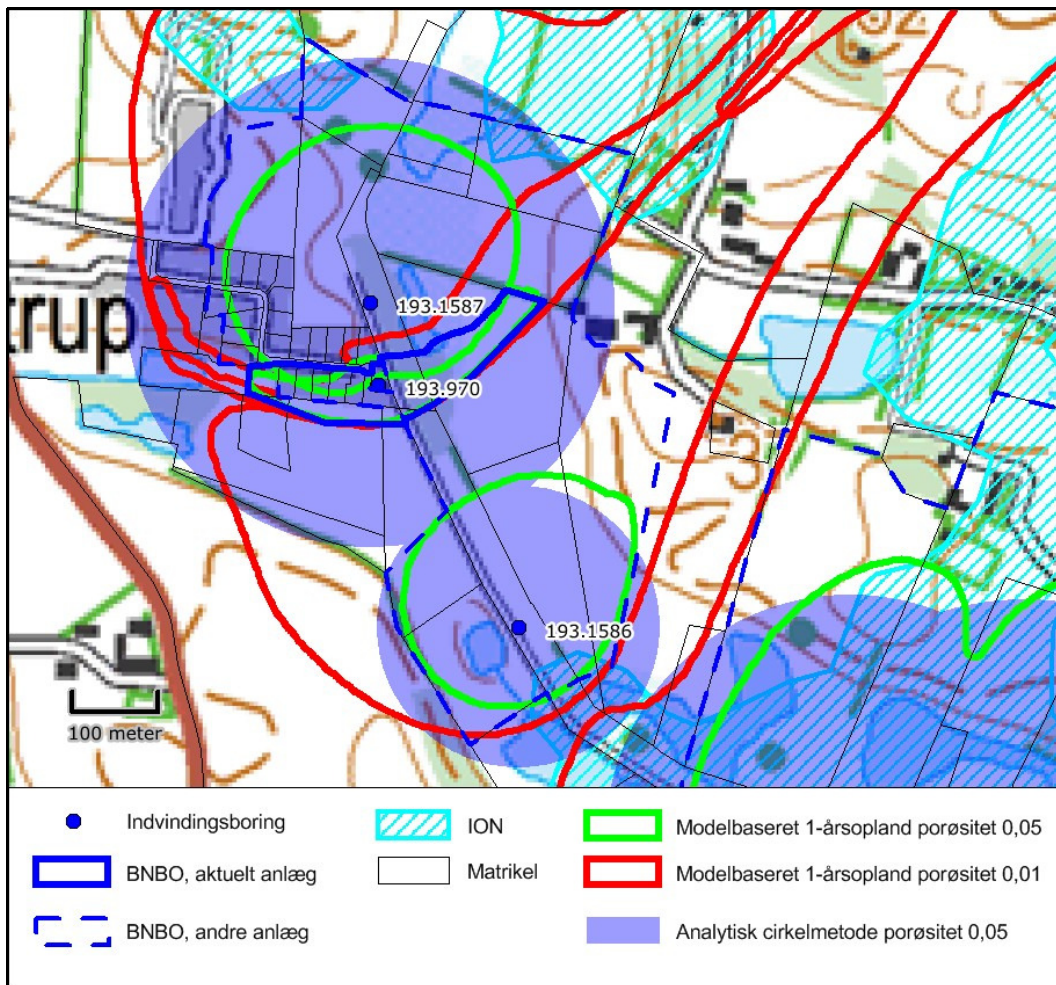 193.1587
trup
193.970
193.1586
100 meter
Indvindingsboring
ION
Modelbaseret 1-årsopland porøsitet 0,05
BNBO, aktuelt anlæg
Matrikel
Modelbaseret 1-årsopland porøsitet 0,01
BNBO, andre anlæg
Analytisk cirkelmetode porøsitet 0,05